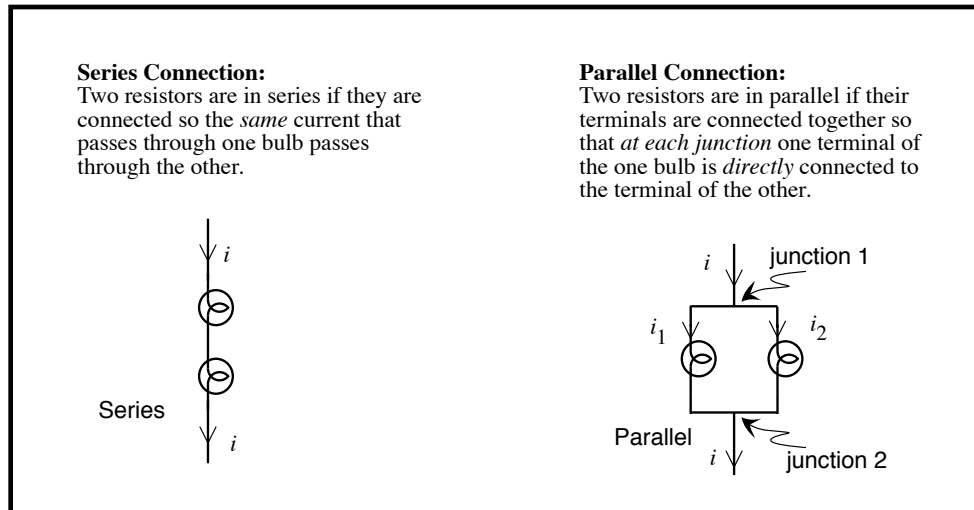 Series Connection:
Two resistors are in series if they are
connected so the same current that
passes through one bulb passes
through the other.
i
Series
i
Parallel Connection:
Two resistors are in parallel if their
terminals are connected together so
that at each junction one terminal of
the one bulb is directly connected to
the terminal of the other.
i
junction 1
i1
i2
Parallel
i
junction 2